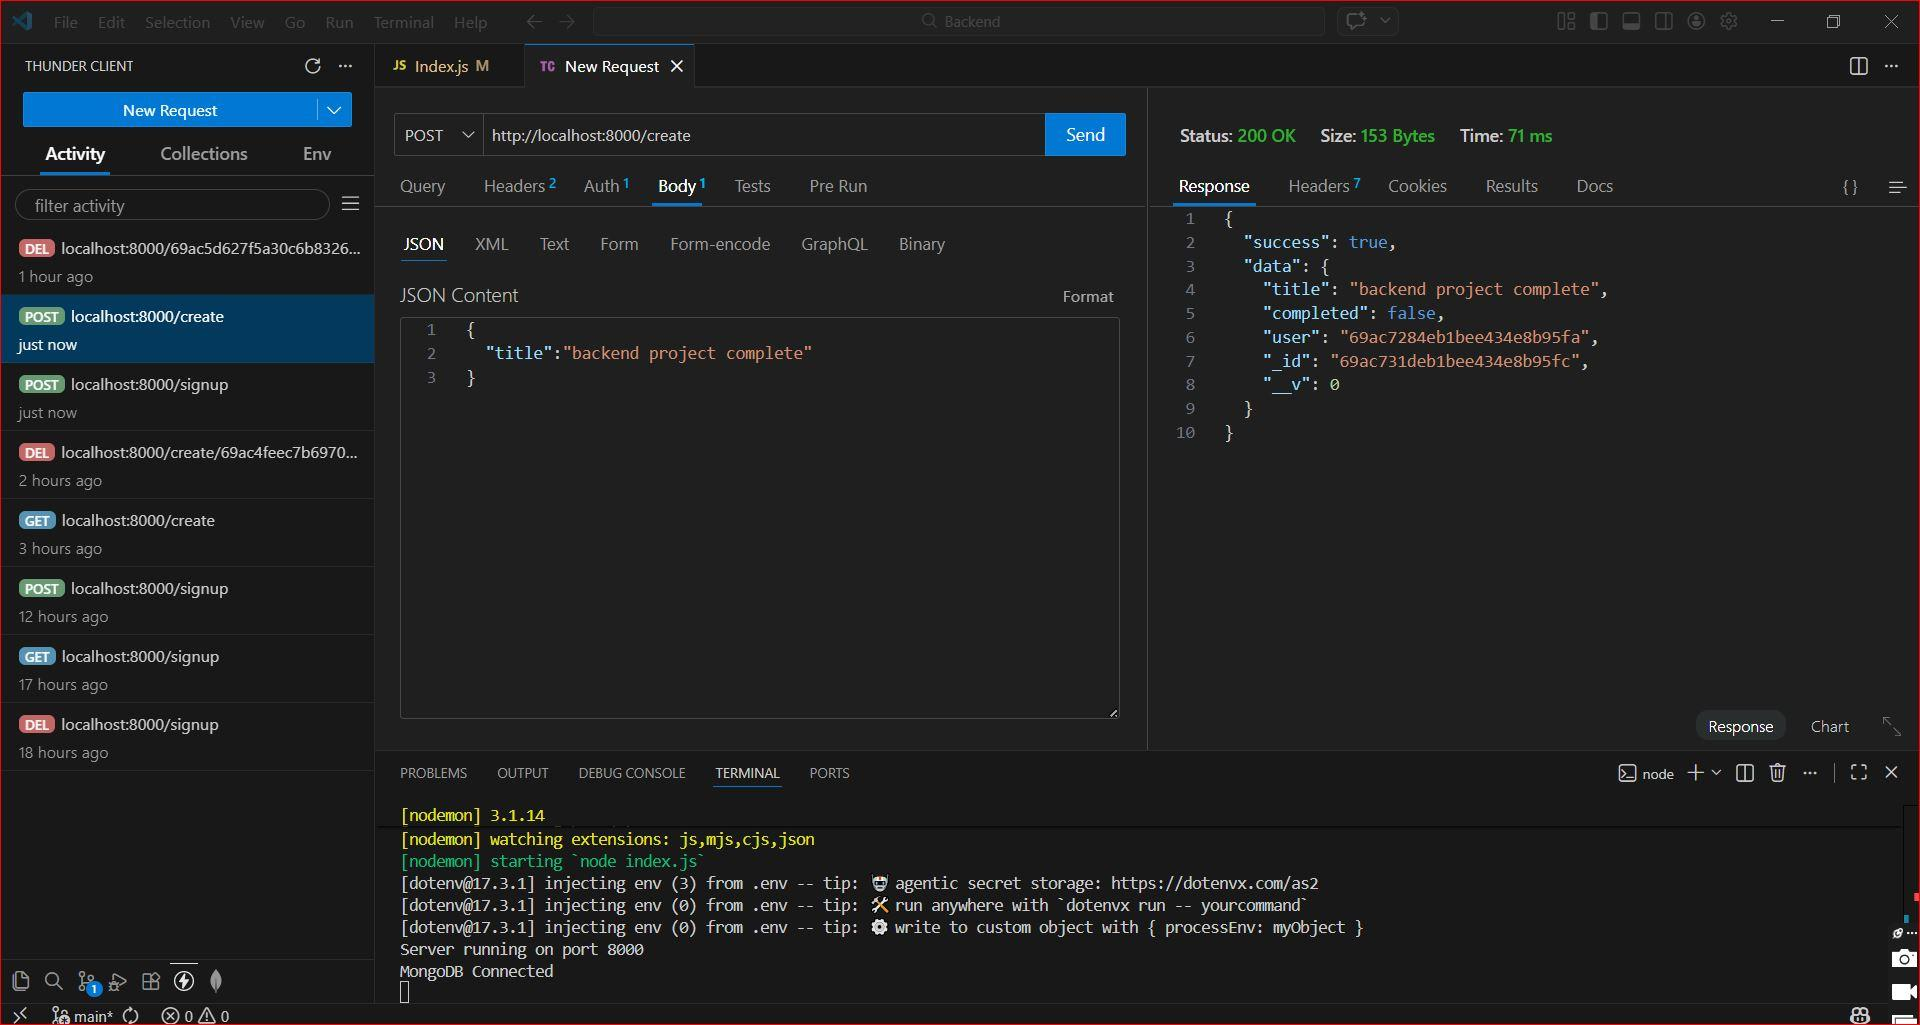 File Edit Selection View Go Run Terminal Help Backend
THUNDER CLIENT
New Request
Activity Collections Env
filter activity
DEL localhost:8000/69ac5d627f5a30c6b8326...
1 hour ago
POST localhost:8000/create
just now
POST localhost:8000/signup
just now
DEL localhost:8000/create/69ac4feec7b6970...
2 hours ago
GET localhost:8000/create
3 hours ago
POST localhost:8000/signup
12 hours ago
GET localhost:8000/signup
17 hours ago
DEL localhost:8000/signup
18 hours ago
JS Index.js M TC New Request
POST http://localhost:8000/create Send
Query Headers 2 Auth 1 Body 1 Tests Pre Run
JSON XML Text Form Form-encode GraphQL Binary
JSON Content Format
1 {
2 "title":"backend project complete"
3 }
Status: 200 OK Size: 153 Bytes Time: 71 ms
Response Headers 7 Cookies Results Docs {}
1 {
2 "success": true,
3 "data": {
4 "title": "backend project complete",
5 "completed": false,
6 "user": "69ac7284eb1bee434e8b95fa",
7 "_id": "69ac731deb1bee434e8b95fc",
8 "__v": 0
9 }
10 }
Response Chart
PROBLEMS OUTPUT DEBUG CONSOLE TERMINAL PORTS node
[nodemon] 3.1.14
[nodemon] watching extensions: js,mjs,cjs,json
[nodemon] starting `node index.js`
[dotenv@17.3.1] injecting env (3) from .env -- tip: 🤖 agentic secret storage: https://dotenvx.com/as2
[dotenv@17.3.1] injecting env (0) from .env -- tip: 🛠️ run anywhere with `dotenvx run -- yourcommand`
[dotenv@17.3.1] injecting env (0) from .env -- tip: ⚙️ write to custom object with { processEnv: myObject }
Server running on port 8000
MongoDB Connected
1
main* 0 0